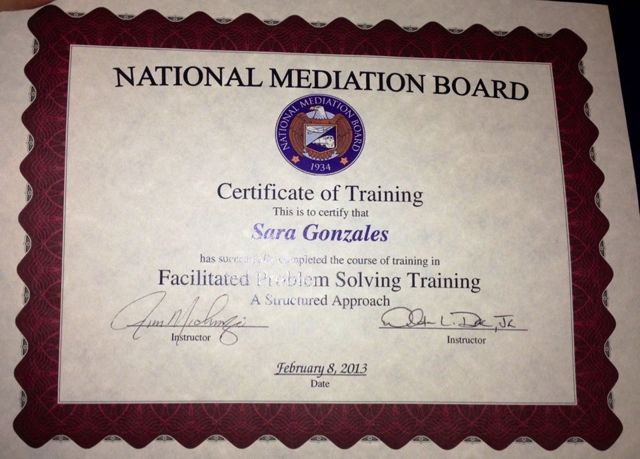 NATIONAL MEDIATION BOARD
NATIONAL MEDIATION BOARD
1934
Certificate of Training
This is to certify that
Sara Gonzales
has successfully completed the course of training in
Facilitated Problem Solving Training
A Structured Approach
Instructor
Instructor
February 8, 2013
Date